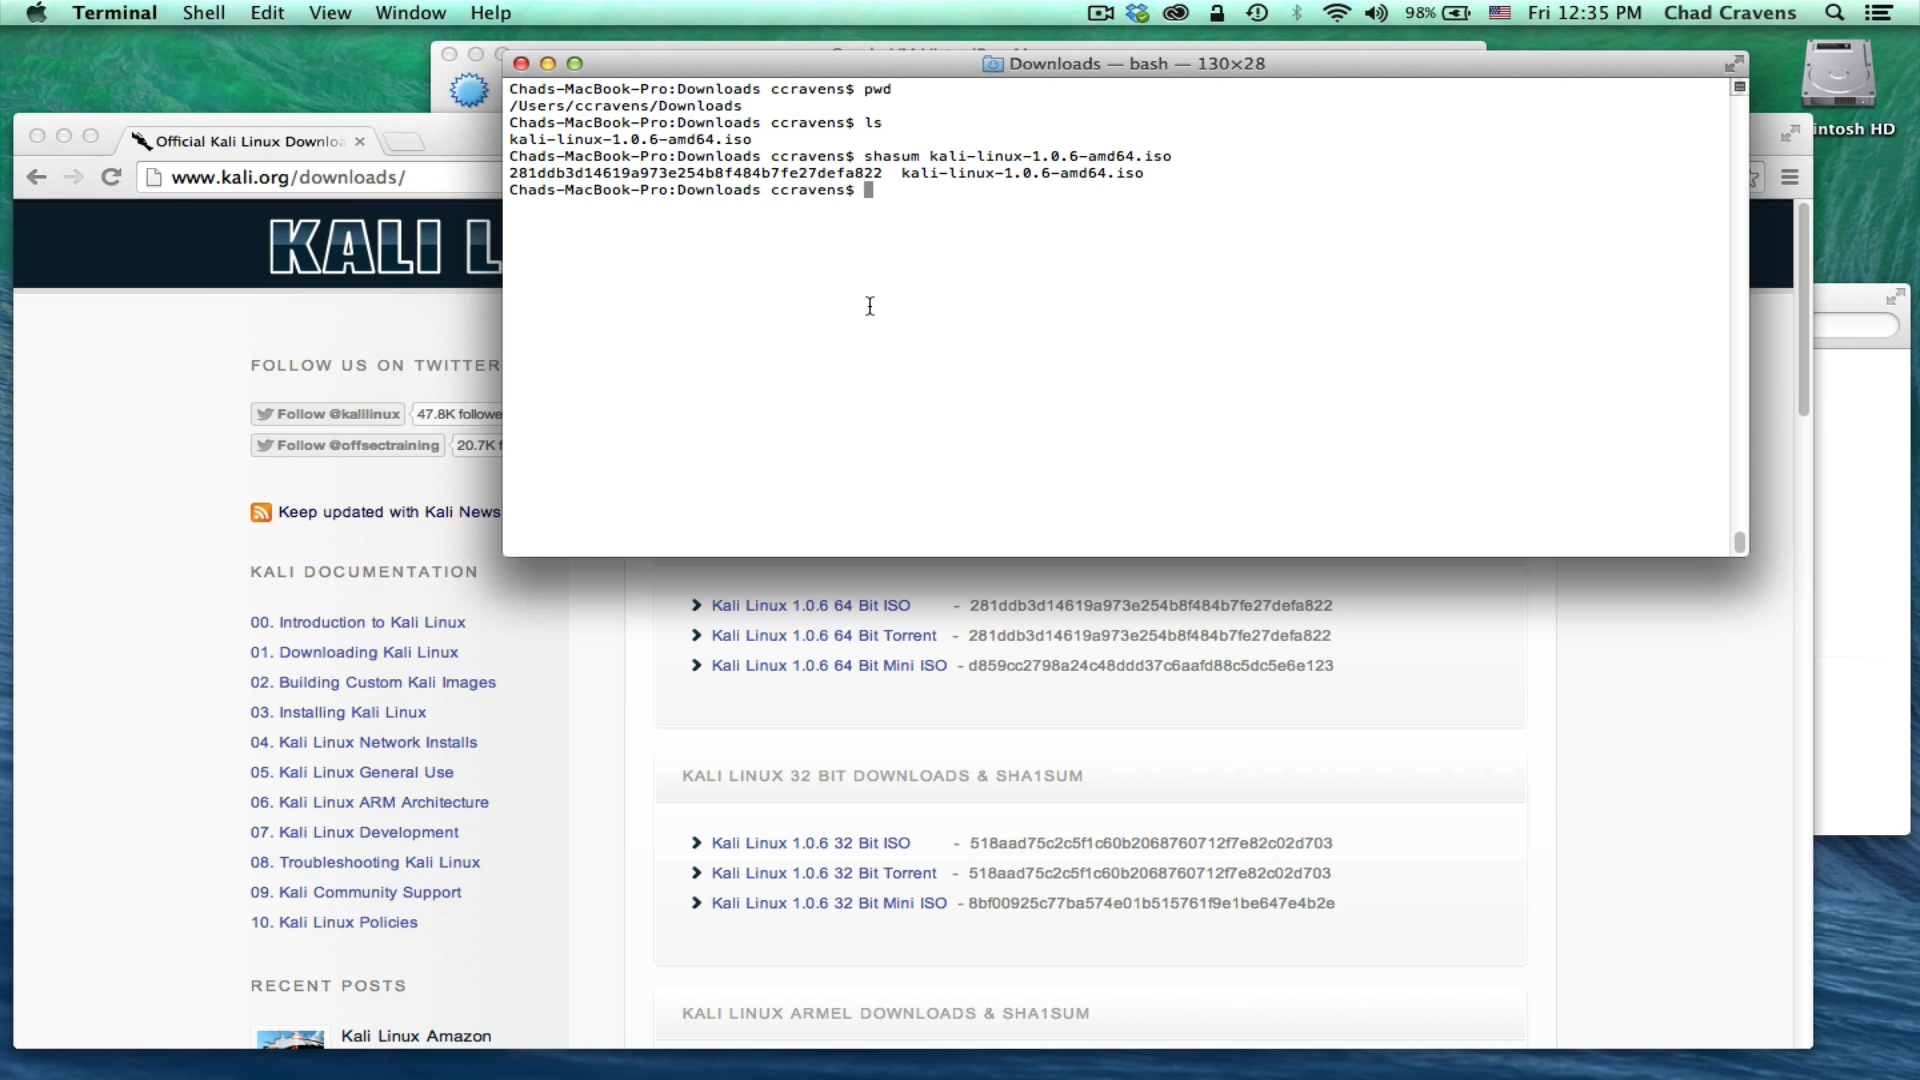 Terminal Shell Edit View Window Help 98% Fri 12:35 PM Chad Cravens
Downloads — bash — 130×28
Chads-MacBook-Pro:Downloads ccravens$ pwd
/Users/ccravens/Downloads
Chads-MacBook-Pro:Downloads ccravens$ ls
kali-linux-1.0.6-amd64.iso
Chads-MacBook-Pro:Downloads ccravens$ shasum kali-linux-1.0.6-amd64.iso
281ddb3d14619a973e254b8f484b7fe27defa822 kali-linux-1.0.6-amd64.iso
Chads-MacBook-Pro:Downloads ccravens$
intosh HD
Official Kali Linux Downloa
www.kali.org/downloads/
KALI L
FOLLOW US ON TWITTER
Follow @kalilinux 47.8K followe
Follow @offsectraining 20.7K f
Keep updated with Kali News
KALI DOCUMENTATION
00. Introduction to Kali Linux
01. Downloading Kali Linux
02. Building Custom Kali Images
03. Installing Kali Linux
04. Kali Linux Network Installs
05. Kali Linux General Use
06. Kali Linux ARM Architecture
07. Kali Linux Development
08. Troubleshooting Kali Linux
09. Kali Community Support
10. Kali Linux Policies
RECENT POSTS
Kali Linux Amazon
Kali Linux 1.0.6 64 Bit ISO - 281ddb3d14619a973e254b8f484b7fe27defa822
Kali Linux 1.0.6 64 Bit Torrent - 281ddb3d14619a973e254b8f484b7fe27defa822
Kali Linux 1.0.6 64 Bit Mini ISO - d859cc2798a24c48ddd37c6aafd88c5dc5e6e123
KALI LINUX 32 BIT DOWNLOADS & SHA1SUM
Kali Linux 1.0.6 32 Bit ISO - 518aad75c2c5f1c60b2068760712f7e82c02d703
Kali Linux 1.0.6 32 Bit Torrent - 518aad75c2c5f1c60b2068760712f7e82c02d703
Kali Linux 1.0.6 32 Bit Mini ISO - 8bf00925c77ba574e01b515761f9e1be647e4b2e
KALI LINUX ARMEL DOWNLOADS & SHA1SUM